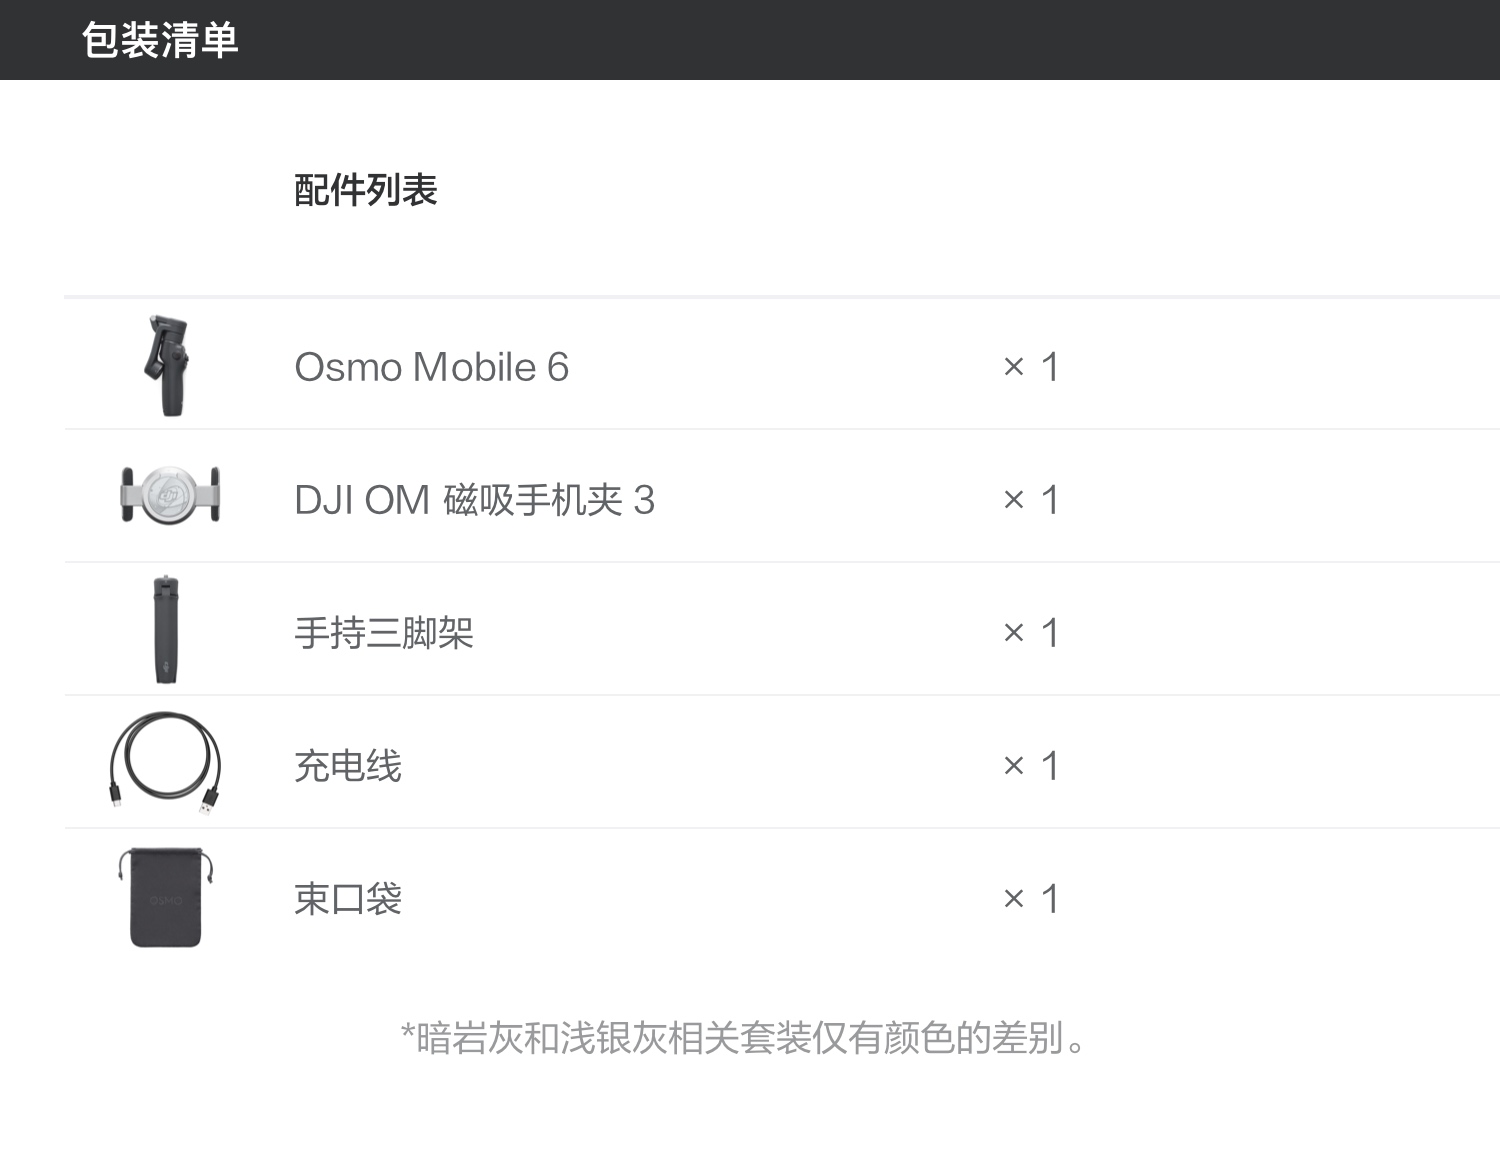 包装清单
配件列表
Osmo Mobile 6 × 1
DJI OM 磁吸手机夹 3 × 1
dji
手持三脚架 × 1
充电线 × 1
OSMO
束口袋 × 1
*暗岩灰和浅银灰相关套装仅有颜色的差别。